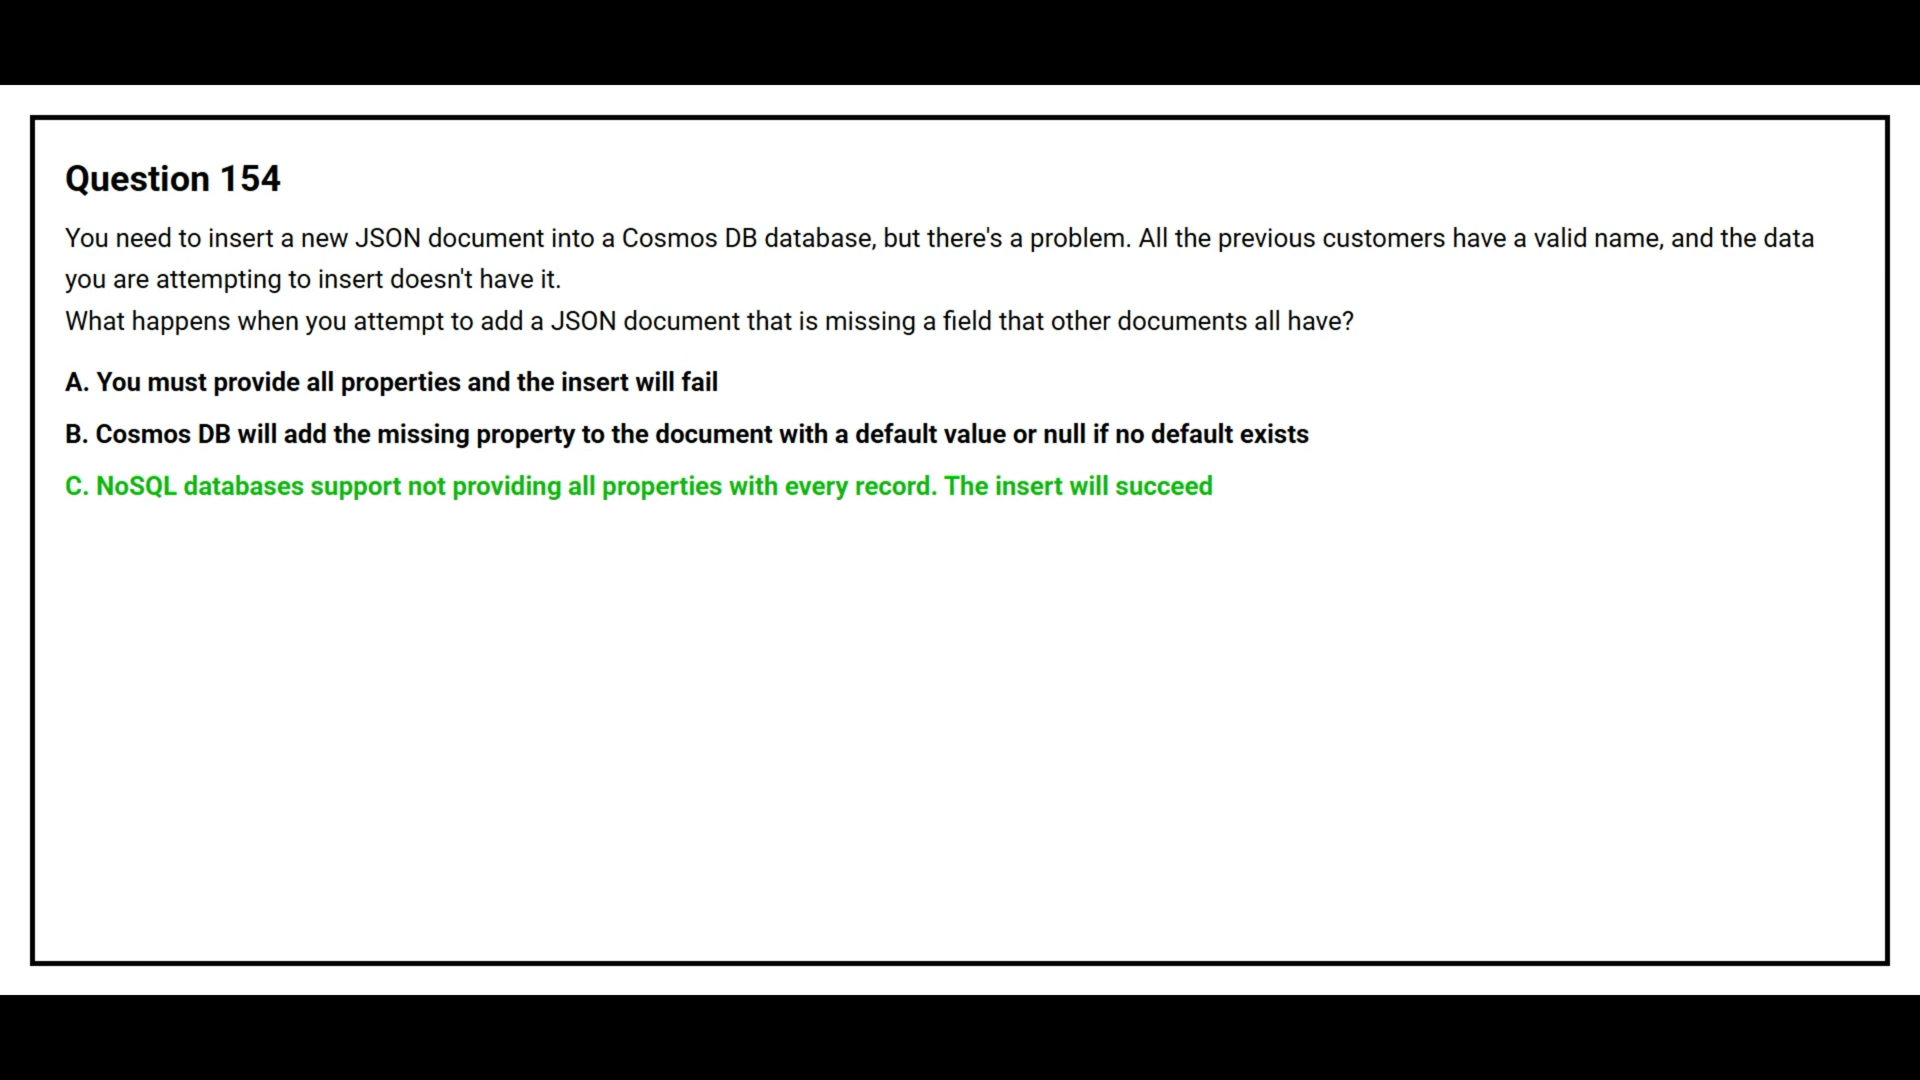 Question 154
You need to insert a new JSON document into a Cosmos DB database, but there's a problem. All the previous customers have a valid name, and the data
you are attempting to insert doesn't have it.
What happens when you attempt to add a JSON document that is missing a field that other documents all have?
A. You must provide all properties and the insert will fail
B. Cosmos DB will add the missing property to the document with a default value or null if no default exists
C. NoSQL databases support not providing all properties with every record. The insert will succeed